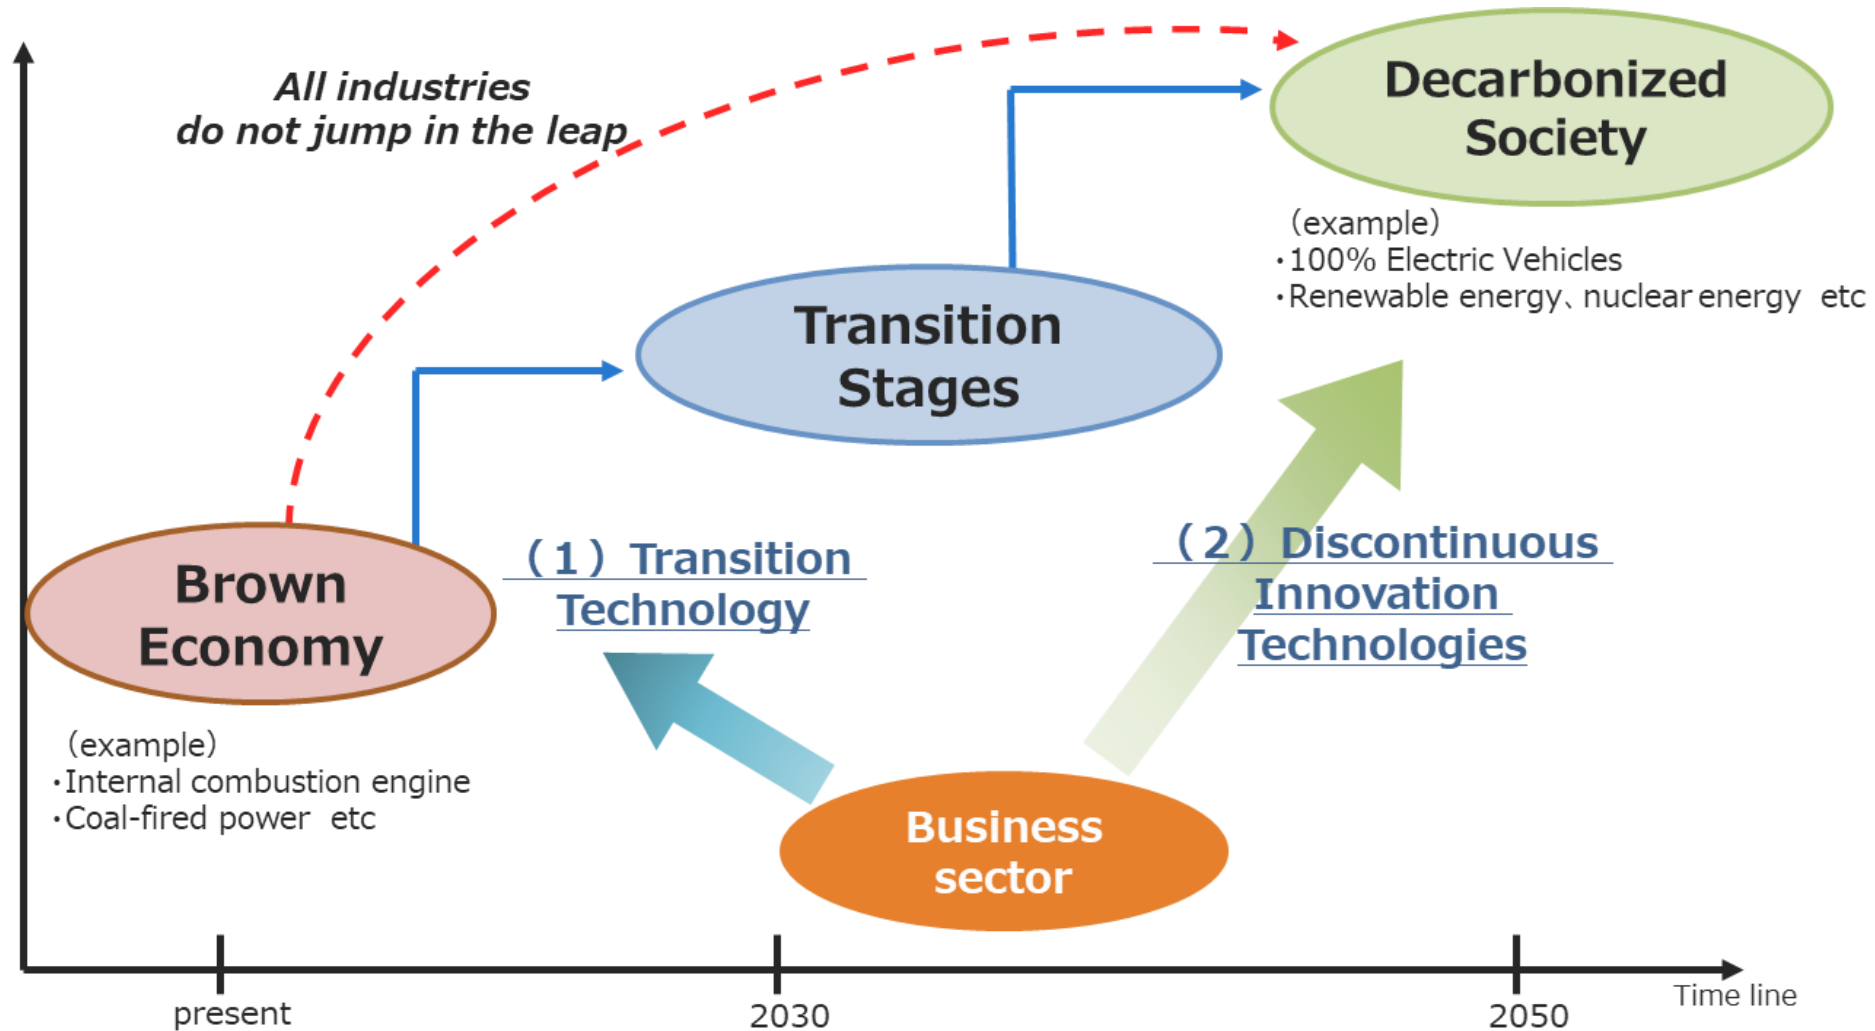 All industries
do not jump in the leap
Decarbonized
Society
（example）
・100% Electric Vehicles
・Renewable energy、nuclear energy etc
Transition
Stages
Brown
Economy
（example）
・Internal combustion engine
・Coal-fired power etc
（1）Transition
Technology
（2）Discontinuous
Innovation
Technologies
Business
sector
present
2030
2050
Time line